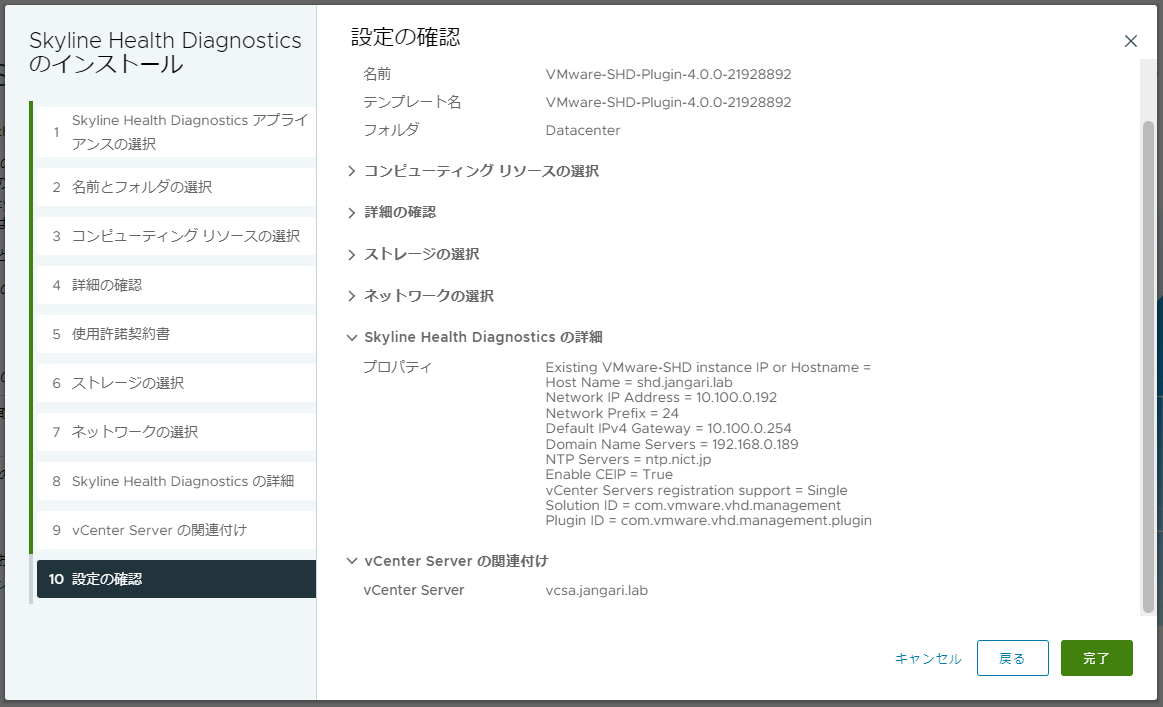 Skyline Health Diagnostics
のインストール
1 Skyline Health Diagnostics アプライ
アンスの選択
2 名前とフォルダの選択
3 コンピューティング リソースの選択
4 詳細の確認
5 使用許諾契約書
6 ストレージの選択
7 ネットワークの選択
8 Skyline Health Diagnostics の詳細
9 vCenter Server の関連付け
10 設定の確認
設定の確認
名前 VMware-SHD-Plugin-4.0.0-21928892
テンプレート名 VMware-SHD-Plugin-4.0.0-21928892
フォルダ Datacenter
コンピューティング リソースの選択
詳細の確認
ストレージの選択
ネットワークの選択
Skyline Health Diagnostics の詳細
プロパティ Existing VMware-SHD instance IP or Hostname =
Host Name = shd.jangari.lab
Network IP Address = 10.100.0.192
Network Prefix = 24
Default IPv4 Gateway = 10.100.0.254
Domain Name Servers = 192.168.0.189
NTP Servers = ntp.nict.jp
Enable CEIP = True
vCenter Servers registration support = Single
Solution ID = com.vmware.vhd.management
Plugin ID = com.vmware.vhd.management.plugin
vCenter Server の関連付け
vCenter Server vcsa.jangari.lab
キャンセル 戻る 完了